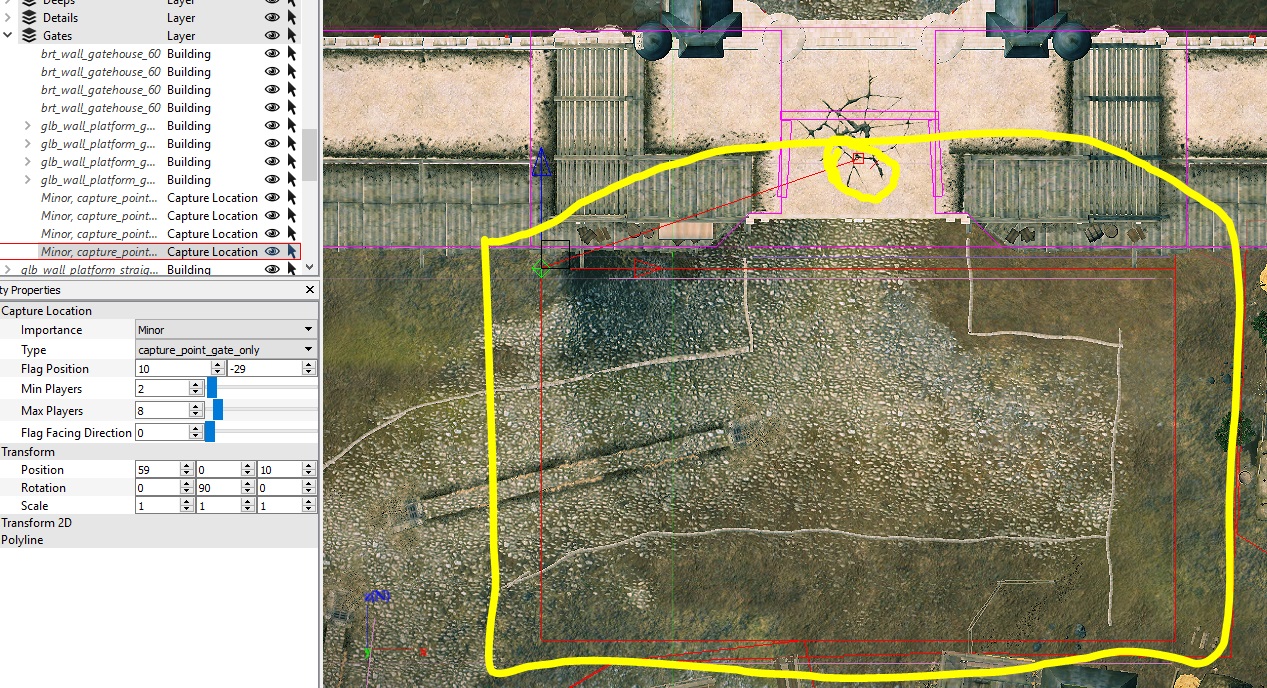 Deeps Layer
Details Layer
Gates Layer
brt_wall_gatehouse_60 Building
brt_wall_gatehouse_60 Building
brt_wall_gatehouse_60 Building
brt_wall_gatehouse_60 Building
glb_wall_platform_g... Building
glb_wall_platform_g... Building
glb_wall_platform_g... Building
glb_wall_platform_g... Building
Minor, capture_point... Capture Location
Minor, capture_point... Capture Location
Minor, capture_point... Capture Location
Minor, capture_point... Capture Location
glb_wall_platform_straig... Building
ty Properties
Capture Location
Importance Minor
Type capture_point_gate_only
Flag Position 10 -29
Min Players 2
Max Players 8
Flag Facing Direction 0
Transform
Position 59 0 10
Rotation 0 90 0
Scale 1 1 1
Transform 2D
Polyline
z(N)